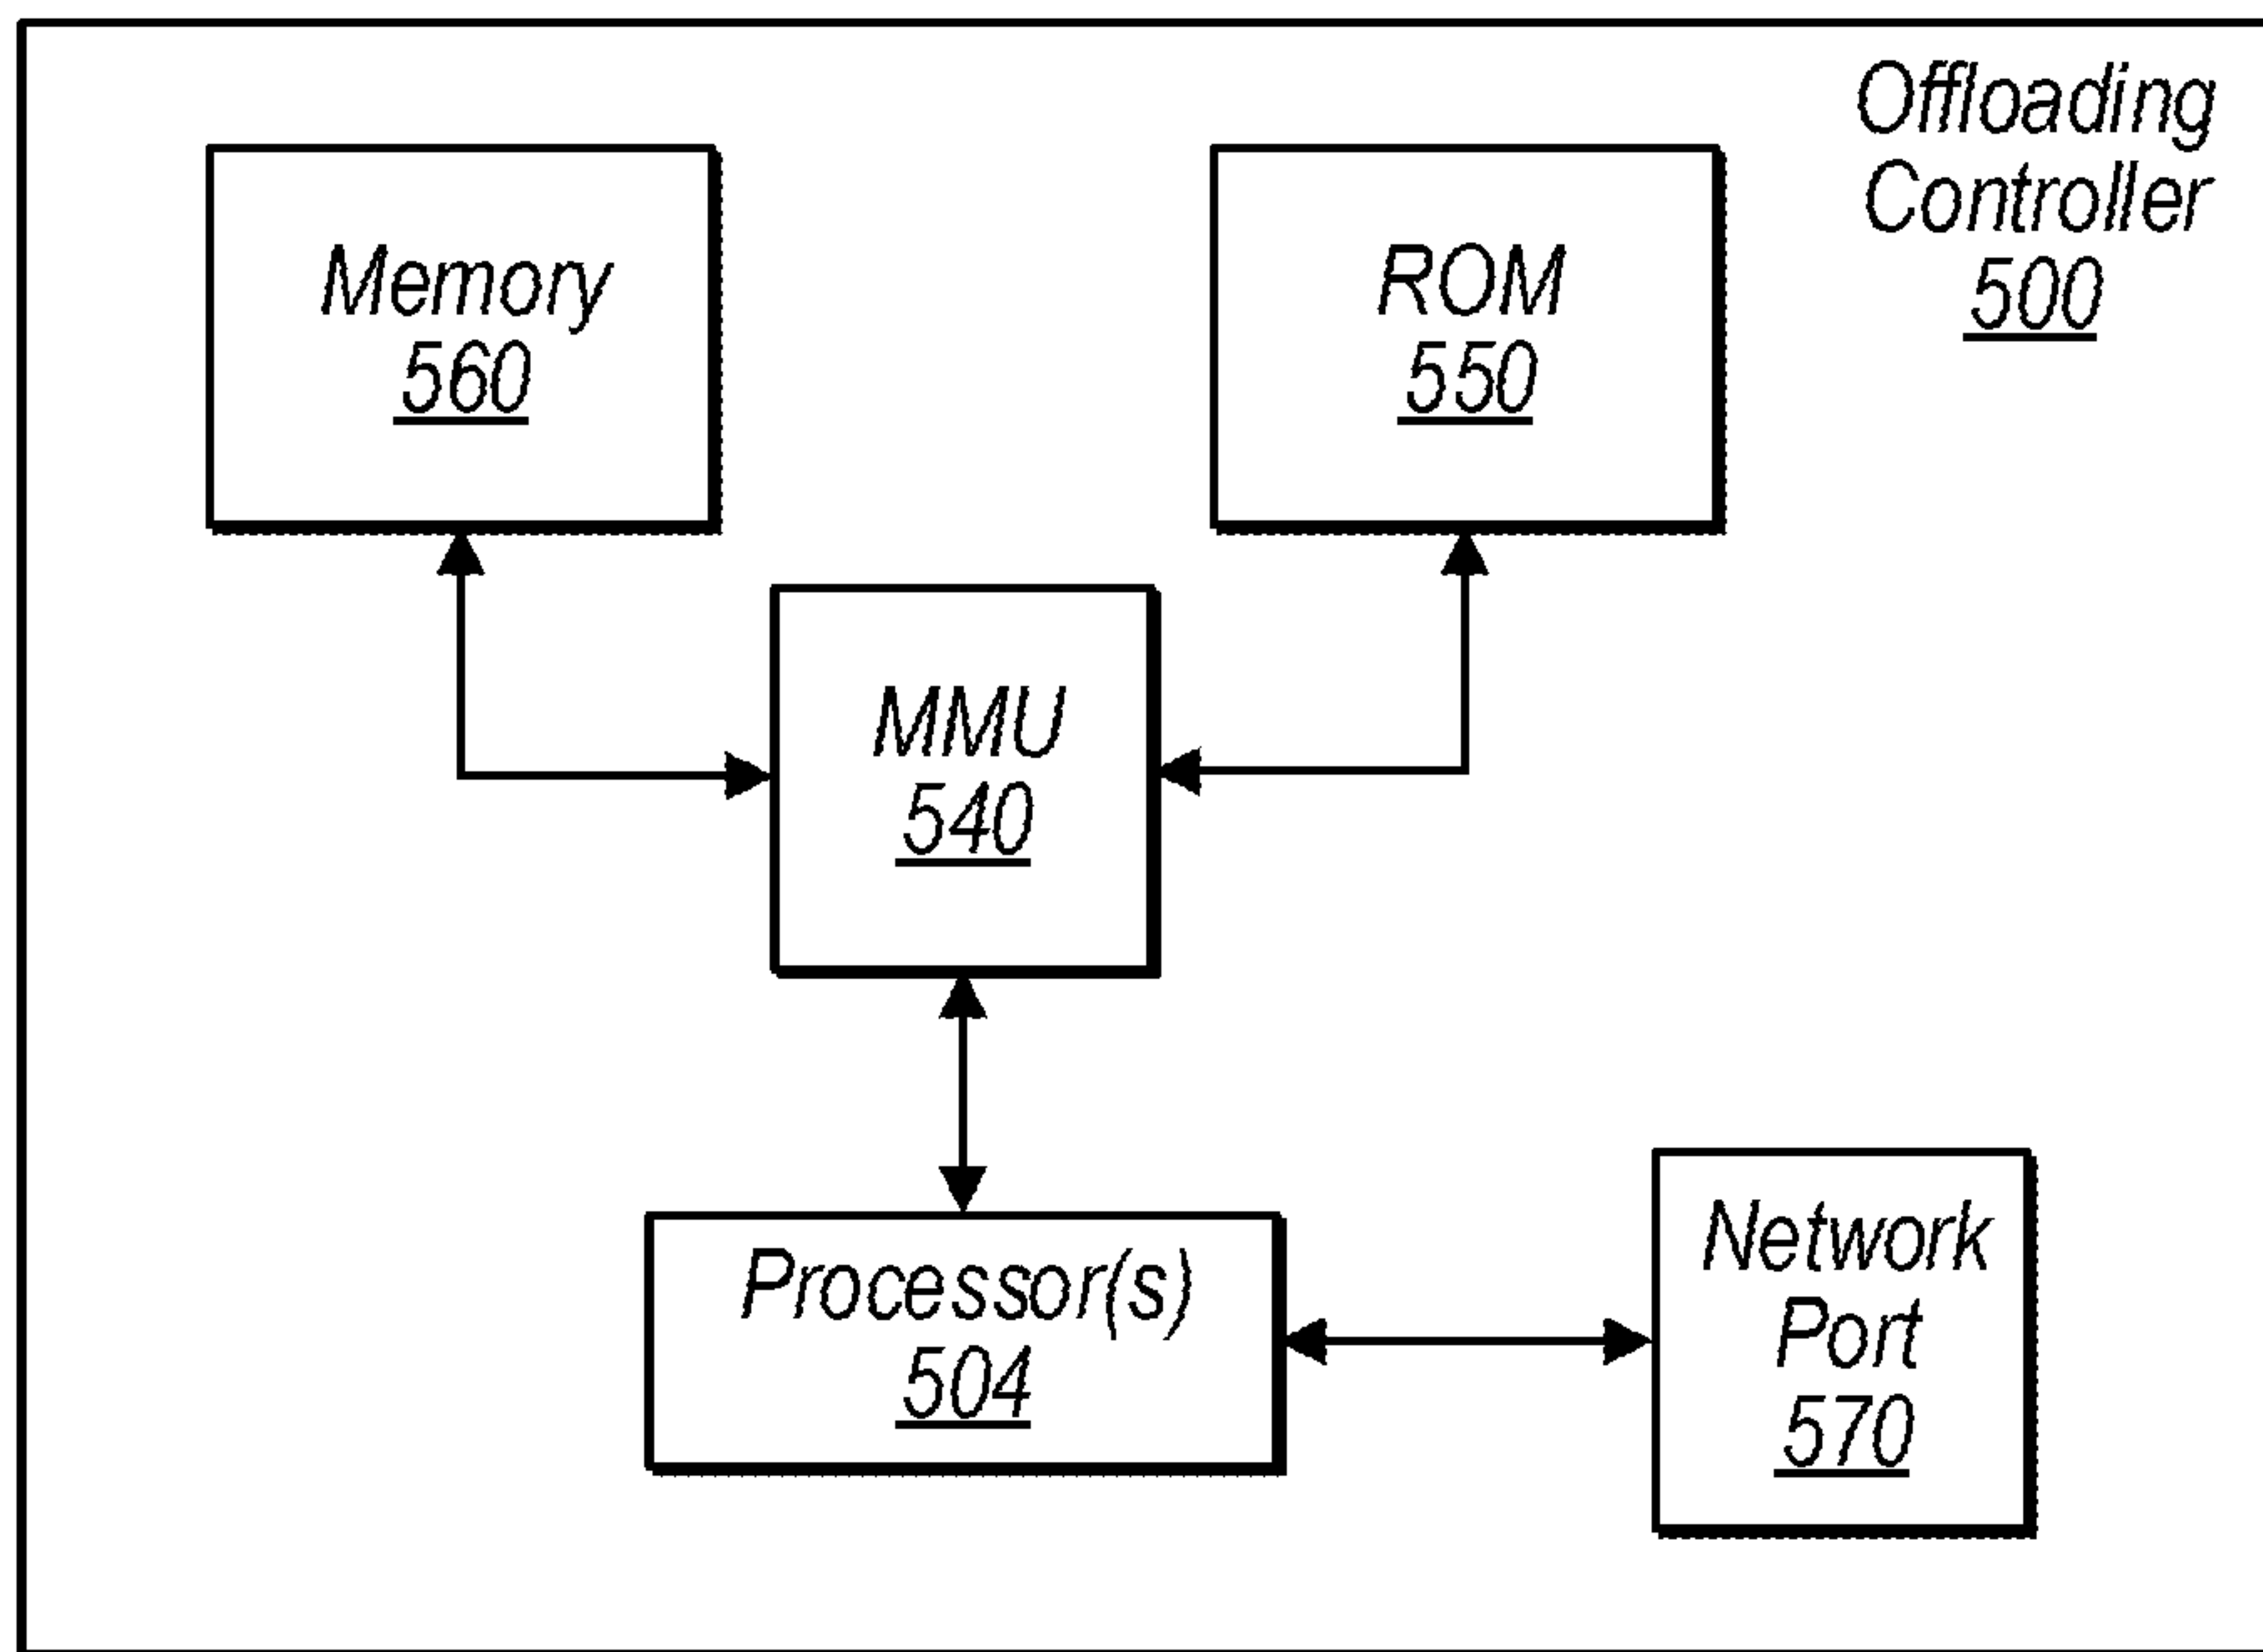 Offloading
Controller
500
Memory
560
ROM
550
MMU
540
Processor(s)
504
Network
Port
570